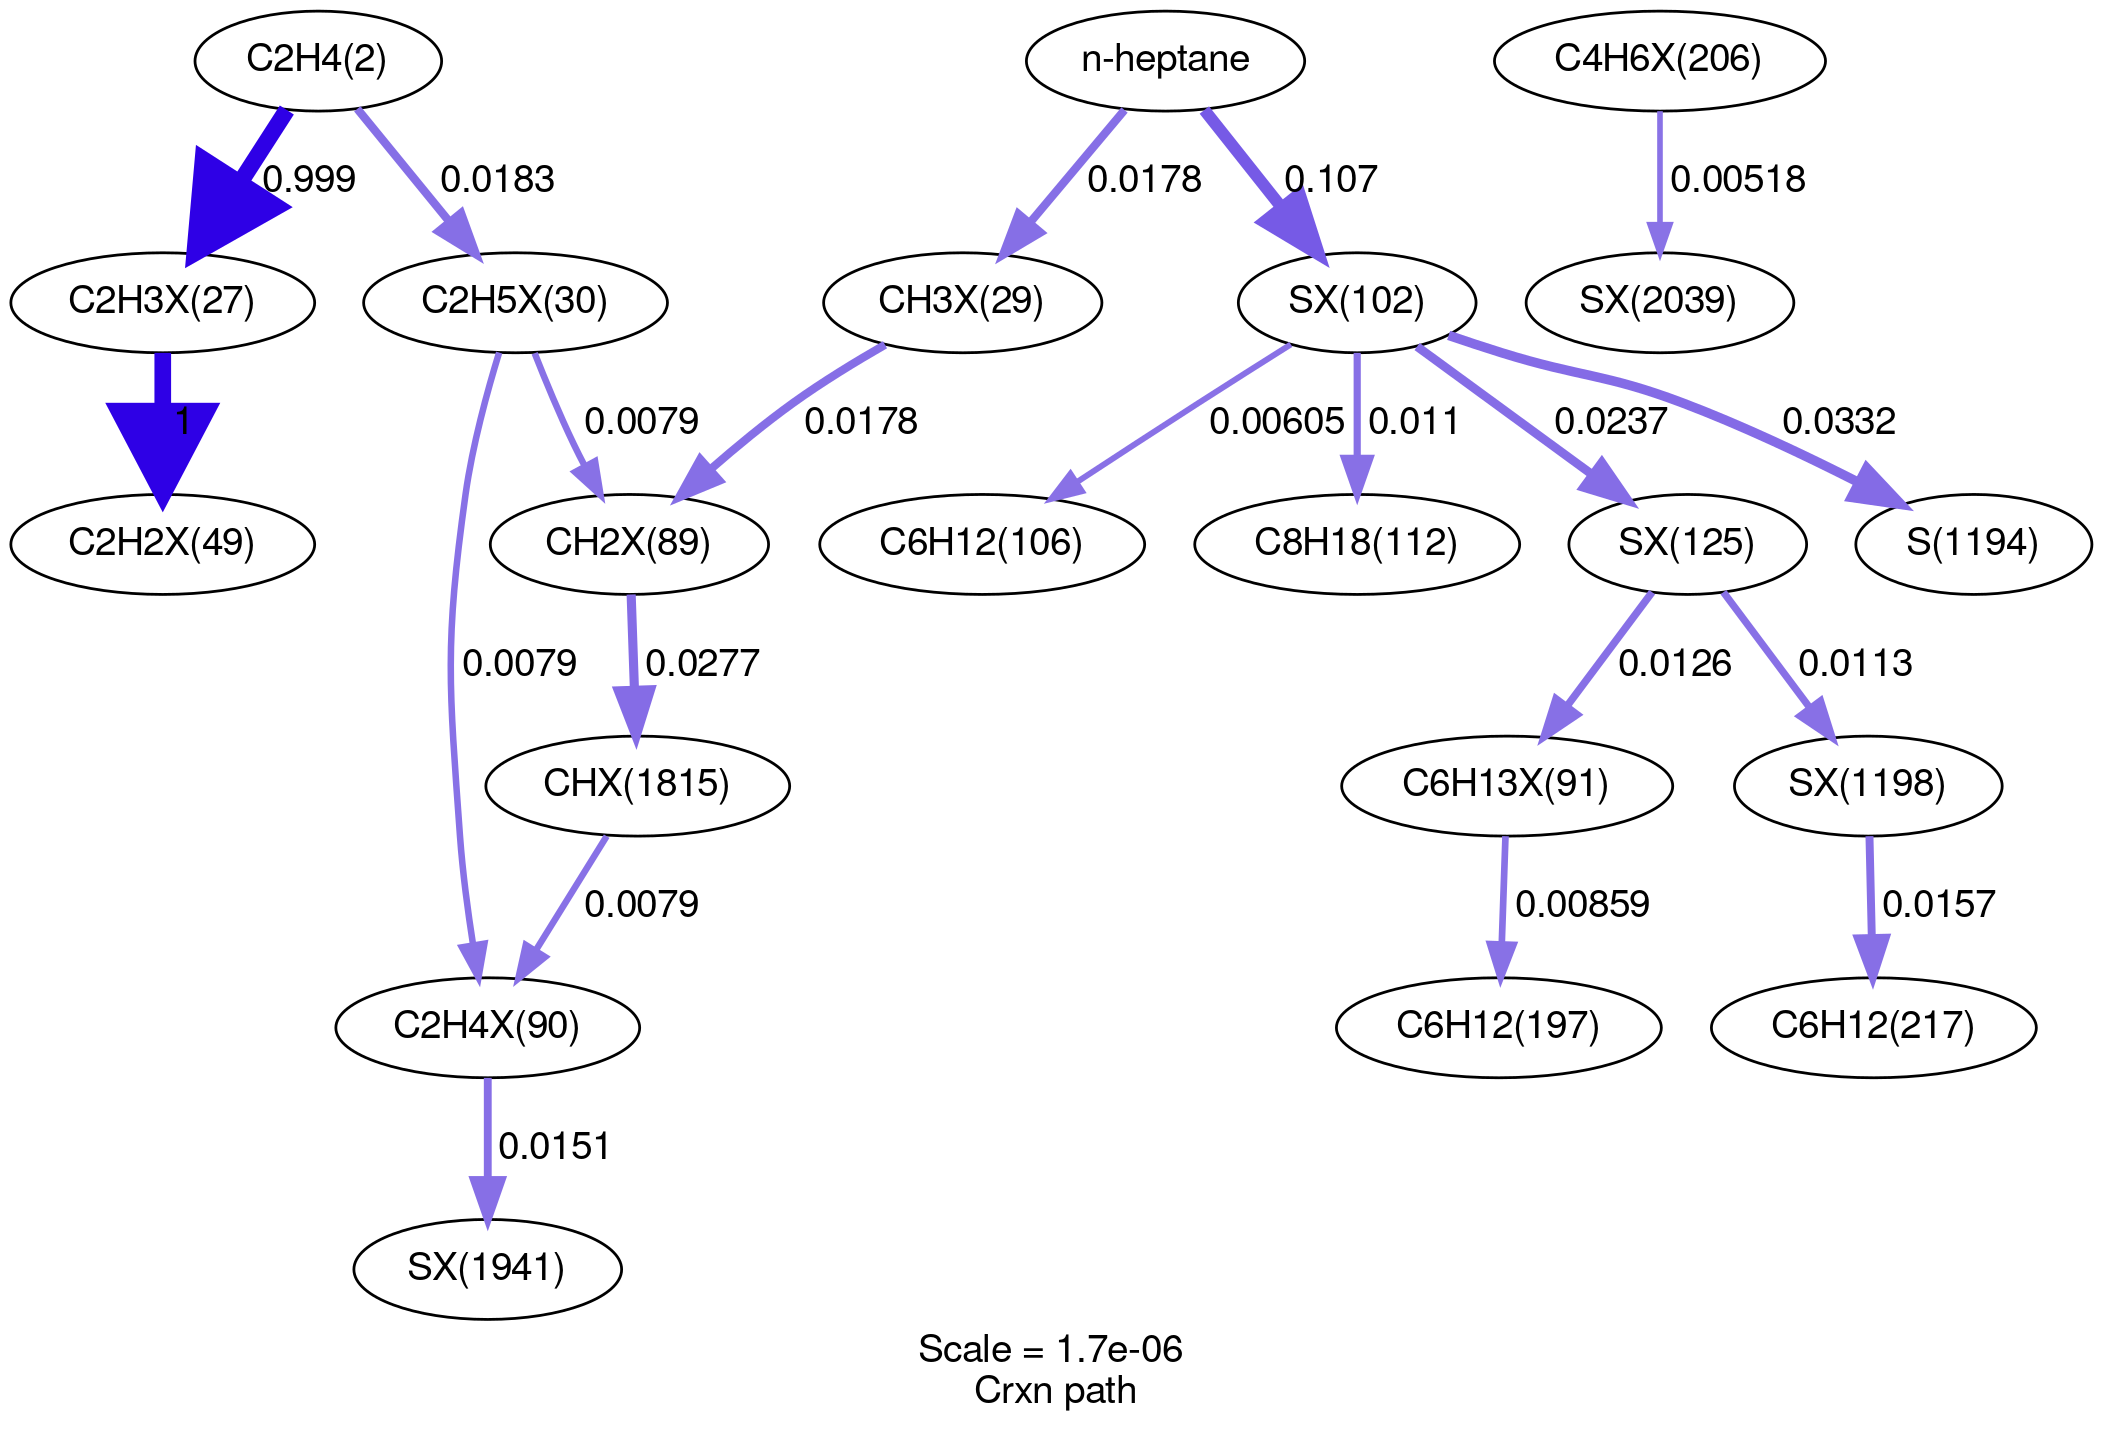 C2H4(2)
n-heptane
C4H6X(206)
0.999
0.0183
0.0178
0.107
0.00518
C2H3X(27)
C2H5X(30)
CH3X(29)
SX(102)
SX(2039)
1
0.0079
0.0178
0.00605
0.011
0.0237
0.0332
C2H2X(49)
CH2X(89)
C6H12(106)
C8H18(112)
SX(125)
S(1194)
0.0079
0.0277
0.0126
0.0113
CHX(1815)
C6H13X(91)
SX(1198)
0.0079
0.00859
0.0157
C2H4X(90)
C6H12(197)
C6H12(217)
0.0151
SX(1941)
Scale = 1.7e-06
Crxn path